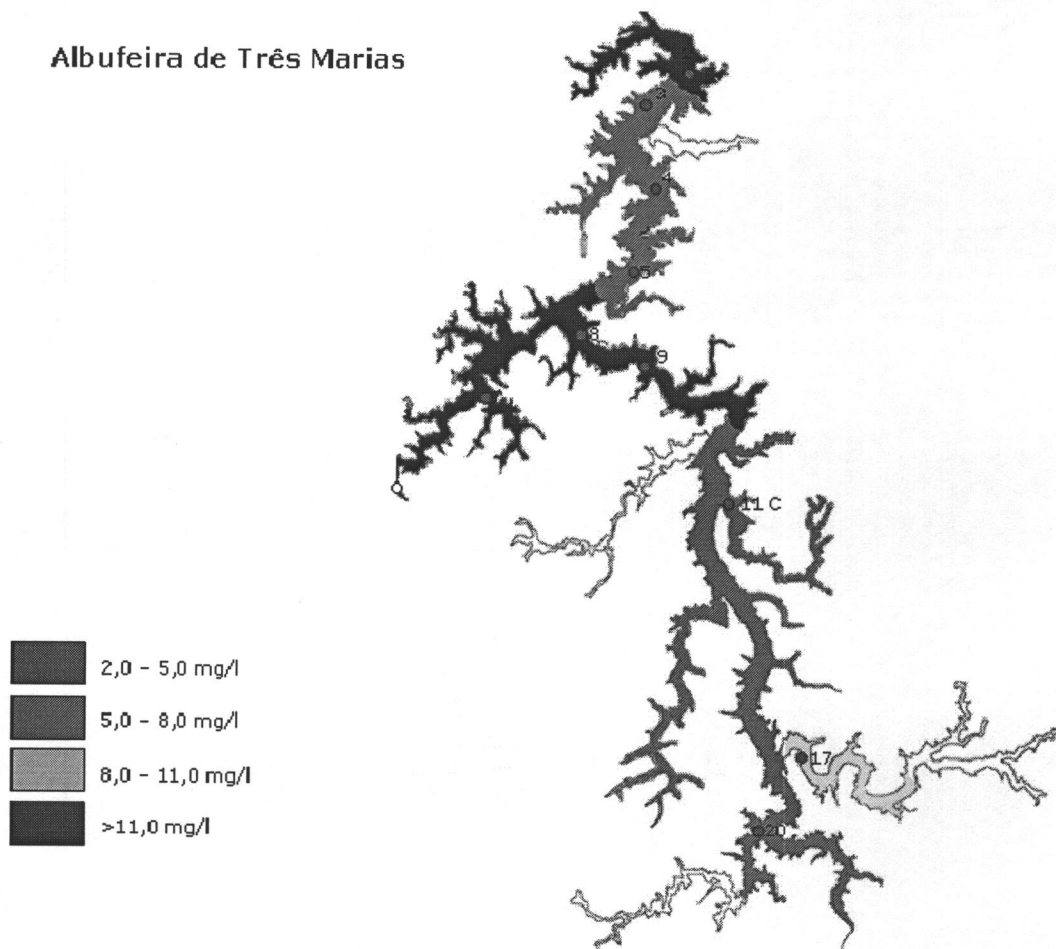 Albufeira de Três Marias
3
4
05
8
9
11 C
17
20
2,0 - 5,0 mg/l
5,0 - 8,0 mg/l
8,0 - 11,0 mg/l
>11,0 mg/l